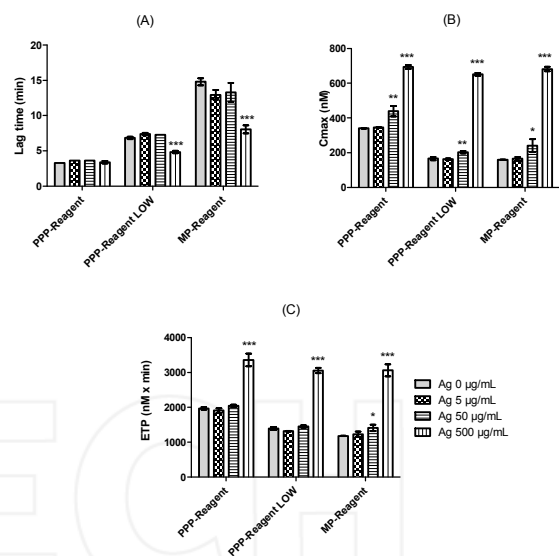 (A)
Lag time (min)
20
15
10
5
0
***
***
PPP-Reagent
PPP-Reagent LOW
MP-Reagent
(B)
Cmax (nM)
800
600
400
200
0
**
***
**
***
*
***
PPP-Reagent
PPP-Reagent LOW
MP-Reagent
(C)
ETP (nM x min)
4000
3000
2000
1000
0
***
***
*
***
PPP-Reagent
PPP-Reagent LOW
MP-Reagent
Ag 0 µg/mL
Ag 5 µg/mL
Ag 50 µg/mL
Ag 500 µg/mL
ECH